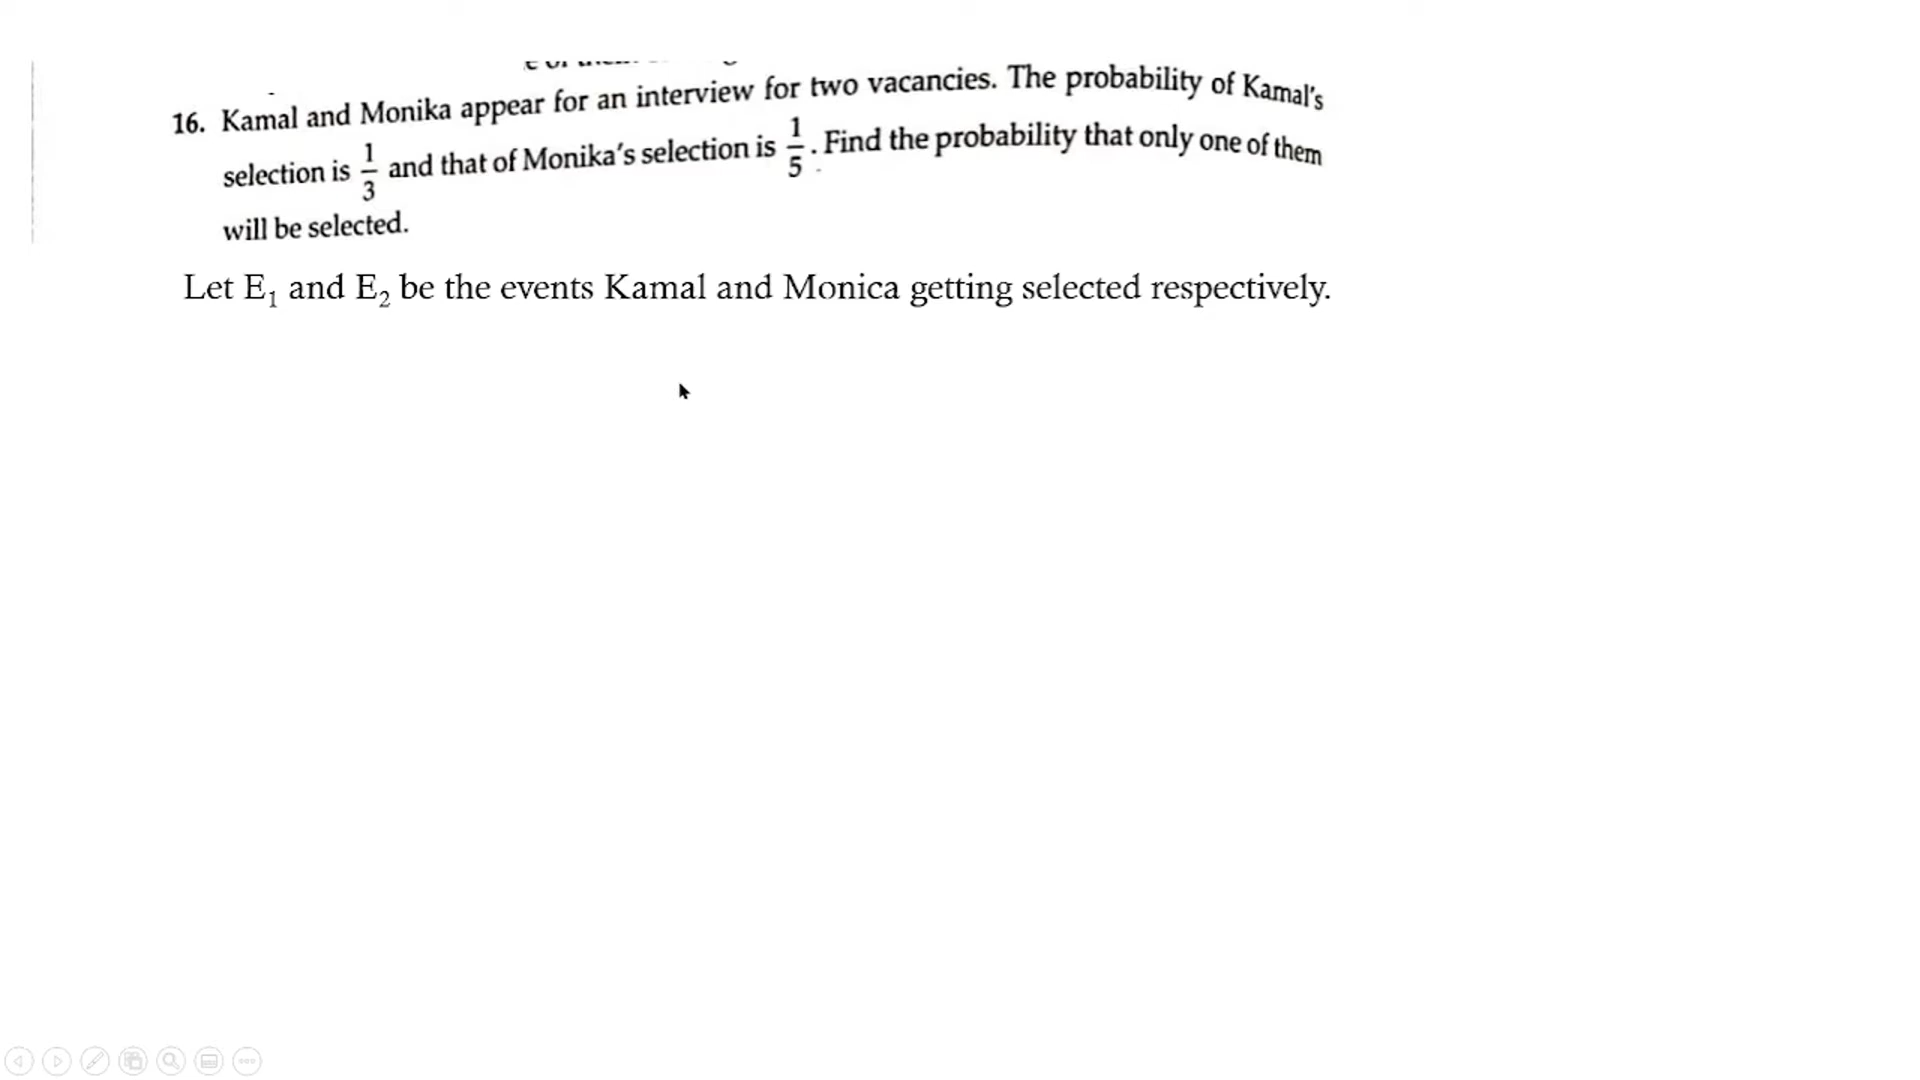 16. Kamal and Monika appear for an interview for two vacancies. The probability of Kamal's
selection is 1/3 and that of Monika's selection is 1/5. Find the probability that only one of them
will be selected.
Let E₁ and E₂ be the events Kamal and Monica getting selected respectively.